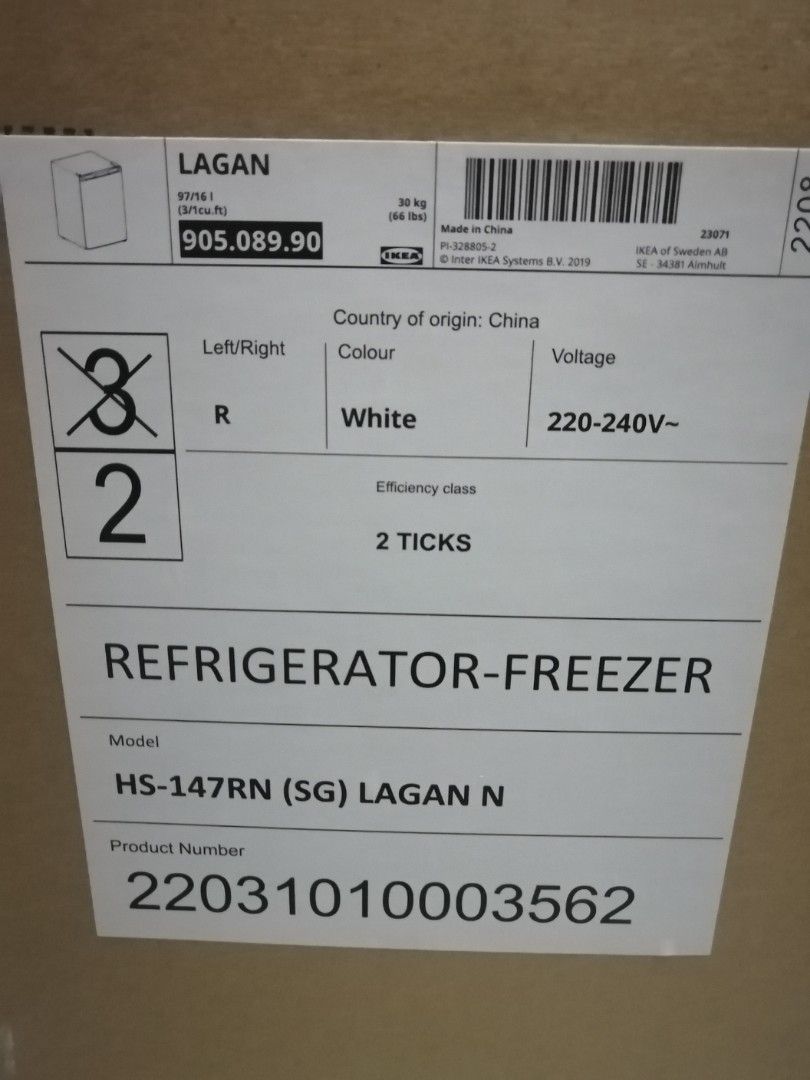 LAGAN
97/16 l
(3/1cu.ft)
30 kg
(66 lbs)
905.089.90
IKEA
Made in China
23071
PI-328805-2
© Inter IKEA Systems B.V. 2019
IKEA of Sweden AB
SE - 34381 Älmhult
2208
Country of origin: China
3
2
Left/Right
R
Colour
White
Voltage
220-240V~
Efficiency class
2 TICKS
REFRIGERATOR-FREEZER
Model
HS-147RN (SG) LAGAN N
Product Number
22031010003562